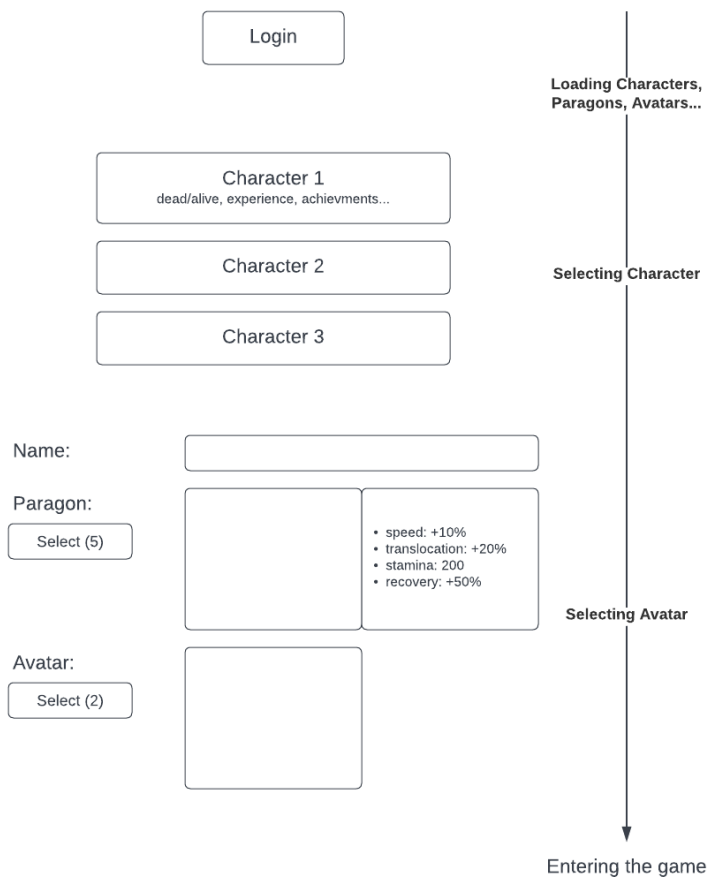 Login
Loading Characters,
Paragons, Avatars...
Character 1
dead/alive, experience, achievments...
Character 2
Selecting Character
Character 3
Name:
Paragon:
Select (5)
• speed: +10%
• translocation: +20%
• stamina: 200
• recovery: +50%
Selecting Avatar
Avatar:
Select (2)
Entering the game